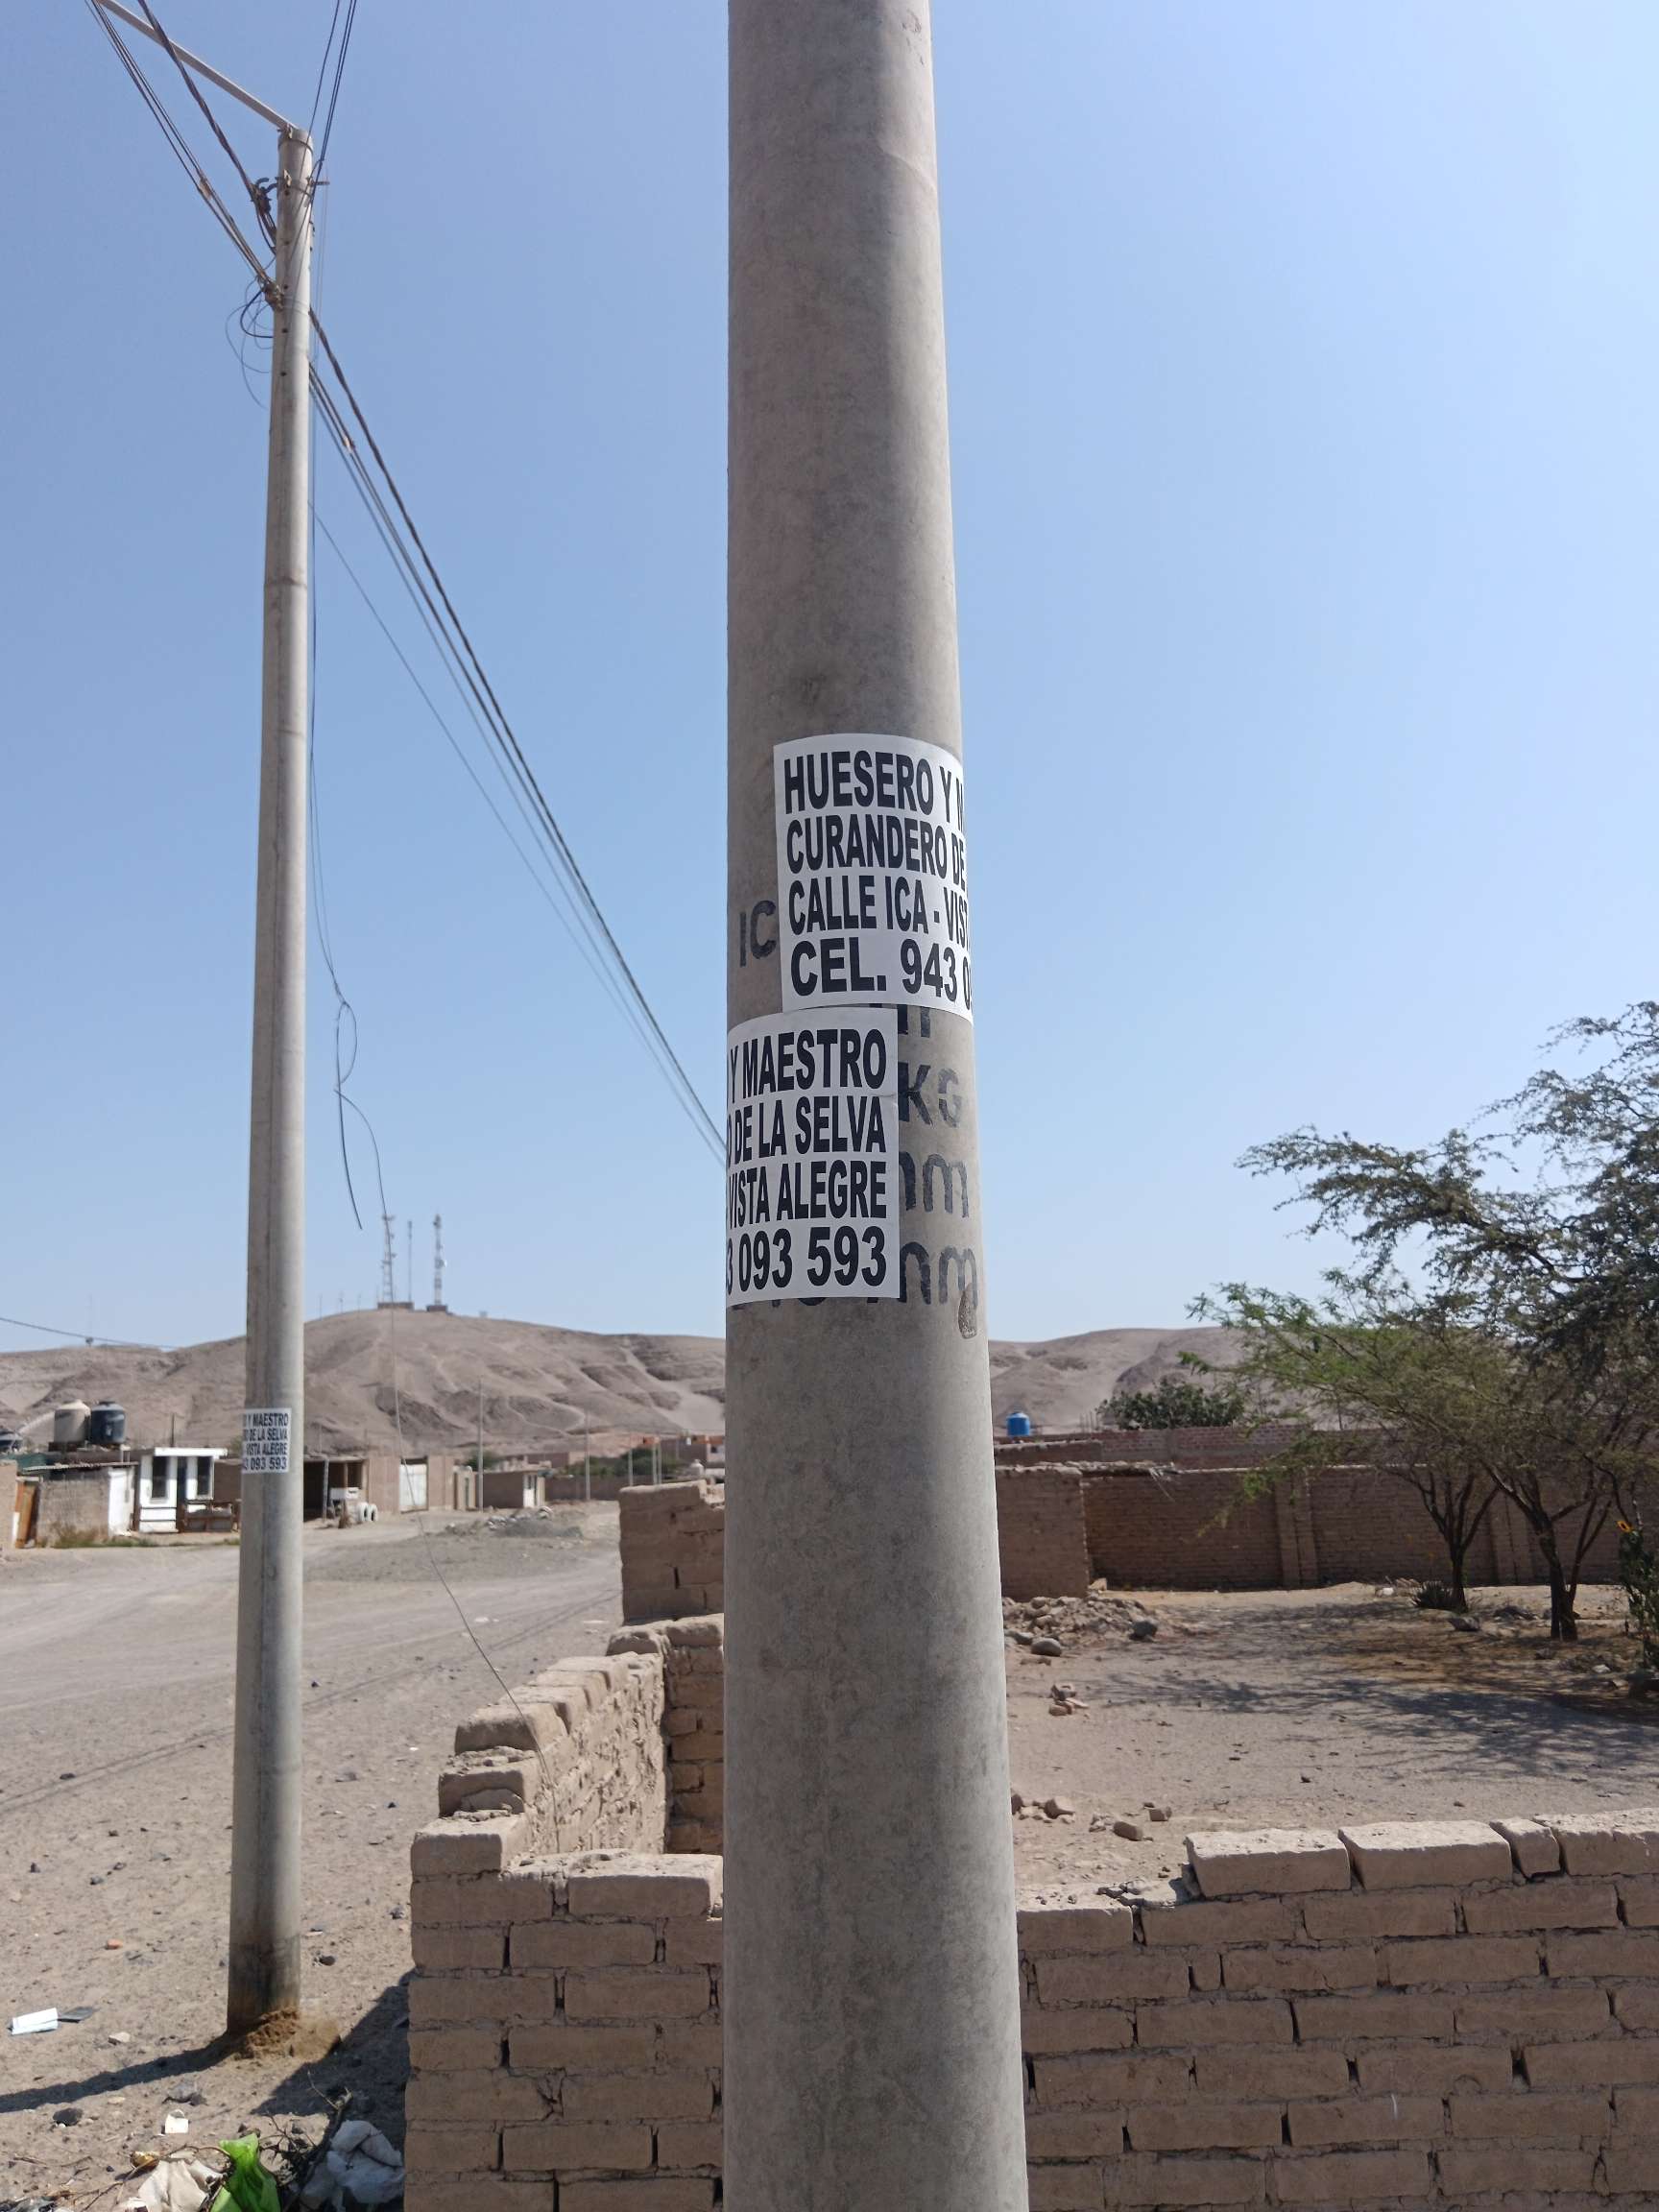 HUESERO Y
CURANDERO DE
CALLE ICA - VIST
CEL. 943 0
IC
Y MAESTRO
O DE LA SELVA
VISTA ALEGRE
3 093 593
KG
O Y MAESTRO
O DE LA SELVA
- VISTA ALEGRE
43 093 593